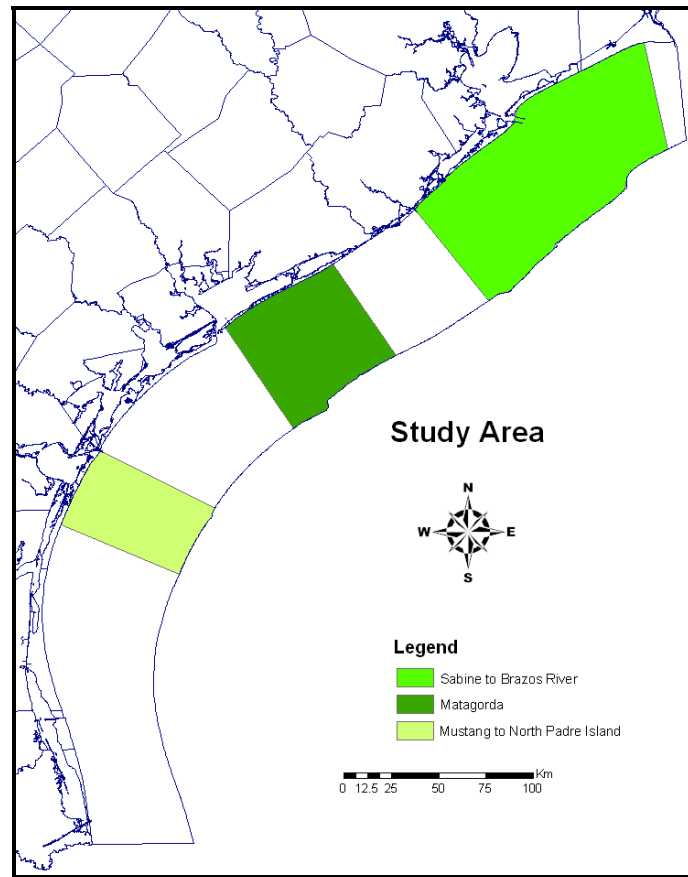 Study Area
N
W E
S
Legend
Sabine to Brazos River
Matagorda
Mustang to North Padre Island
Km
0 12.5 25 50 75 100